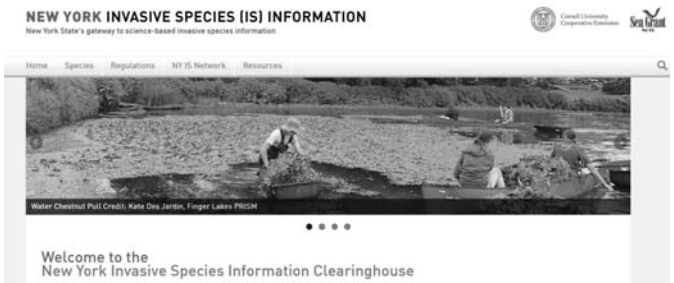 NEW YORK INVASIVE SPECIES (IS) INFORMATION
New York State's gateway to science-based invasive species information
Cornell University
Cooperative Extension
Sea Grant
Home Species Regulations NY IS Network Resources
Water Chestnut Pull Credit: Kate Des Jardin, Finger Lakes PRISM
Welcome to the
New York Invasive Species Information Clearinghouse